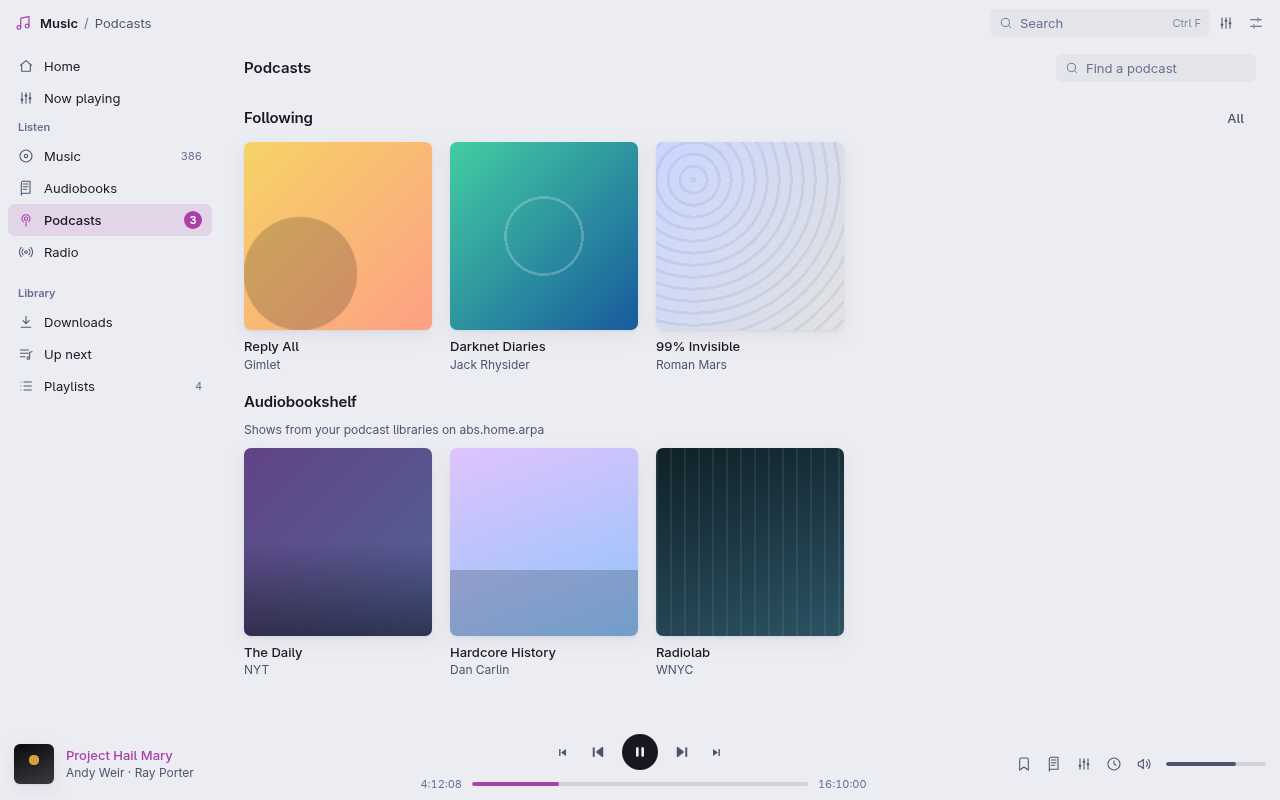 Music / Podcasts
Search
Ctrl F
Home
Now playing
Listen
Music 386
Audiobooks
Podcasts 3
Radio
Library
Downloads
Up next
Playlists 4
Podcasts
Find a podcast
Following
All
Reply All
Gimlet
Darknet Diaries
Jack Rhysider
99% Invisible
Roman Mars
Audiobookshelf
Shows from your podcast libraries on abs.home.arpa
The Daily
NYT
Hardcore History
Dan Carlin
Radiolab
WNYC
Project Hail Mary
Andy Weir · Ray Porter
4:12:08
16:10:00